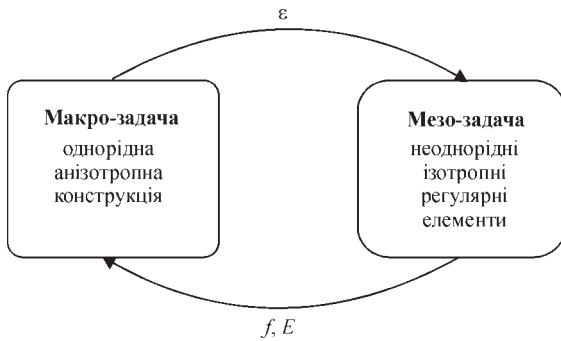 ε
Макро-задача
однорідна
анізотропна
конструкція
Мезо-задача
неоднорідні
ізотропні
регулярні
елементи
f, E